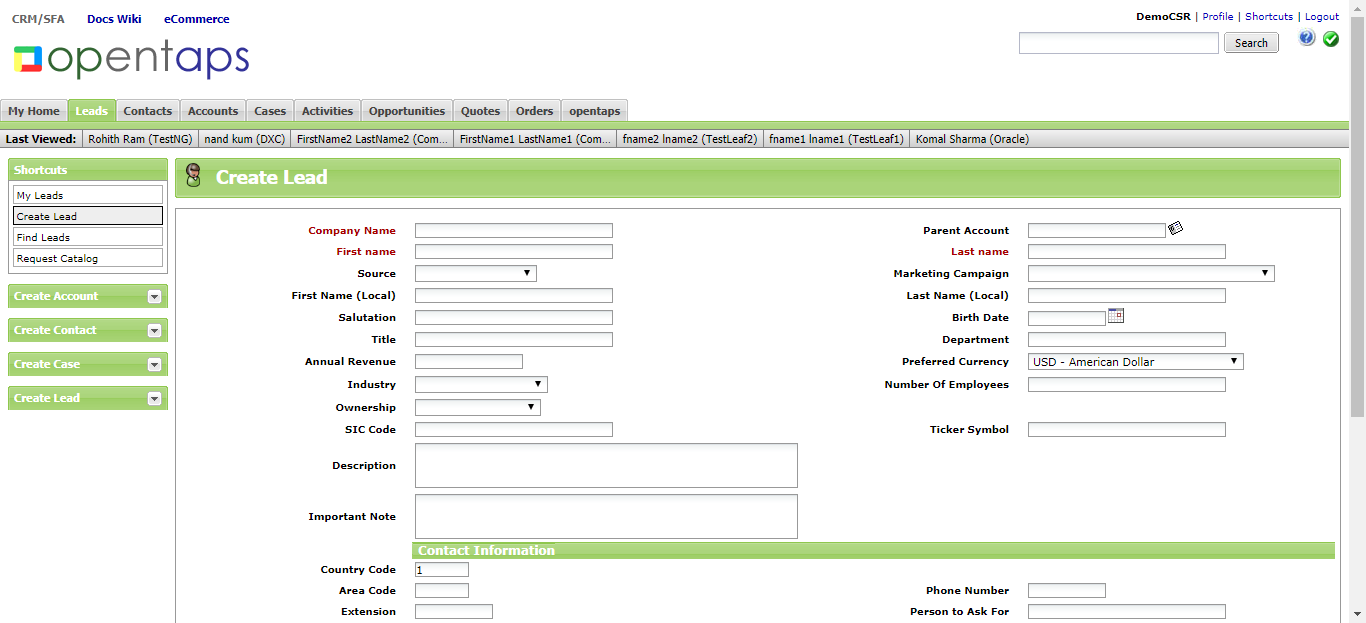 CRM/SFA Docs Wiki eCommerce
DemoCSR | Profile | Shortcuts | Logout
opentaps
Search
My Home Leads Contacts Accounts Cases Activities Opportunities Quotes Orders opentaps
Last Viewed: Rohith Ram (TestNG) nand kum (DXC) FirstName2 LastName2 (Com... FirstName1 LastName1 (Com... fname2 lname2 (TestLeaf2) fname1 lname1 (TestLeaf1) Komal Sharma (Oracle)
Shortcuts
My Leads
Create Lead
Find Leads
Request Catalog
Create Account
Create Contact
Create Case
Create Lead
Create Lead
Company Name Parent Account
First name Last name
Source Marketing Campaign
First Name (Local) Last Name (Local)
Salutation Birth Date
Title Department
Annual Revenue Preferred Currency USD - American Dollar
Industry Number Of Employees
Ownership
SIC Code Ticker Symbol
Description
Important Note
Contact Information
Country Code 1
Area Code Phone Number
Extension Person to Ask For